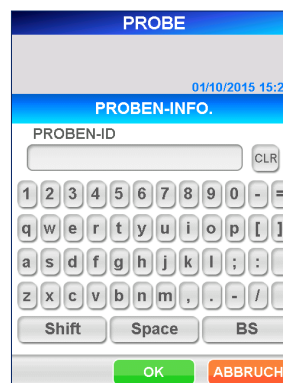 PROBE
01/10/2015 15:2
PROBEN-INFO.
PROBEN-ID
CLR
1 2 3 4 5 6 7 8 9 0 - =
q w e r t y u i o p [ ]
a s d f g h j k l ; :
z x c v b n m , . - /
Shift Space BS
OK ABBRUCH